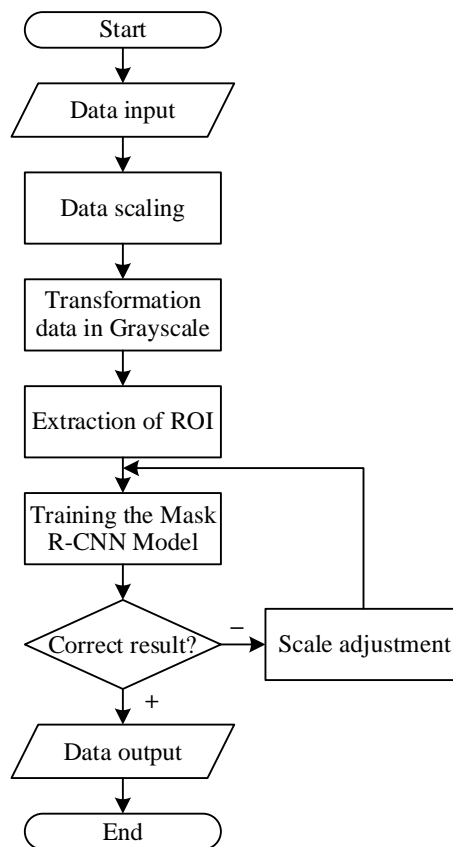 Start
Data input
Data scaling
Transformation
data in Grayscale
Extraction of ROI
Training the Mask
R-CNN Model
Correct result?
−
Scale adjustment
+
Data output
End